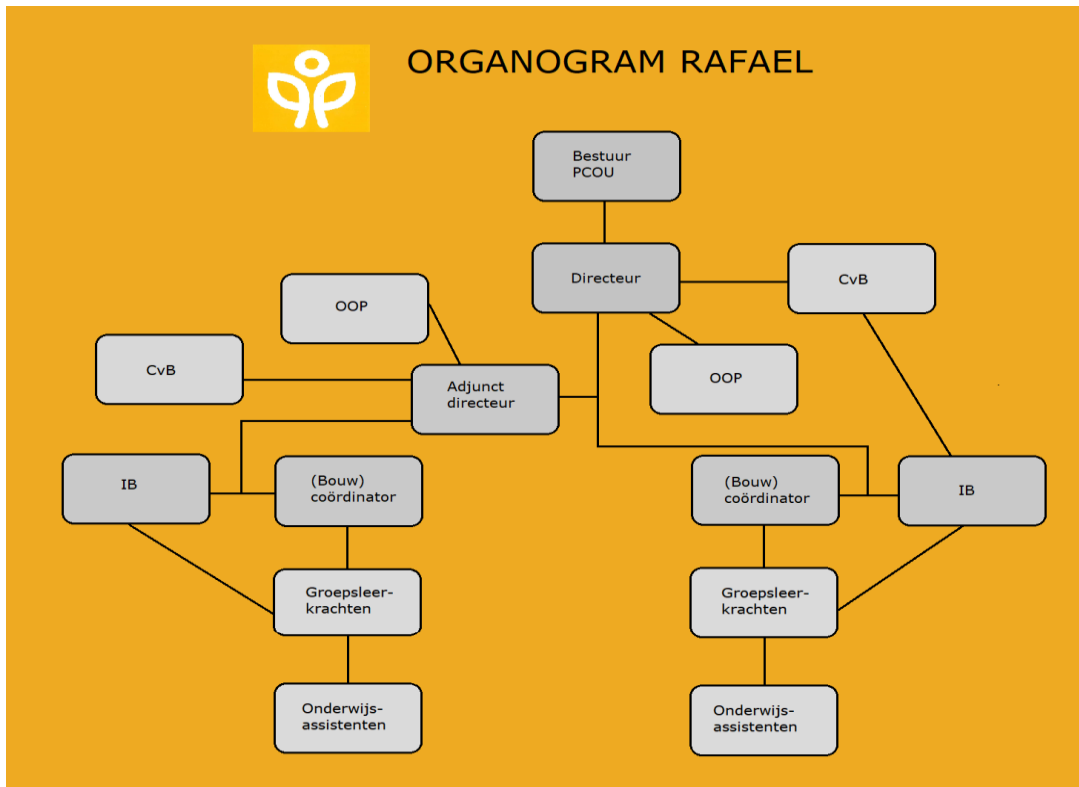 ORGANOGRAM RAFAEL
Bestuur
PCOU
Directeur
CvB
OOP
CvB
OOP
Adjunct
directeur
IB
(Bouw)
coördinator
(Bouw)
coördinator
IB
Groepsleer-
krachten
Groepsleer-
krachten
Onderwijs-
assistenten
Onderwijs-
assistenten